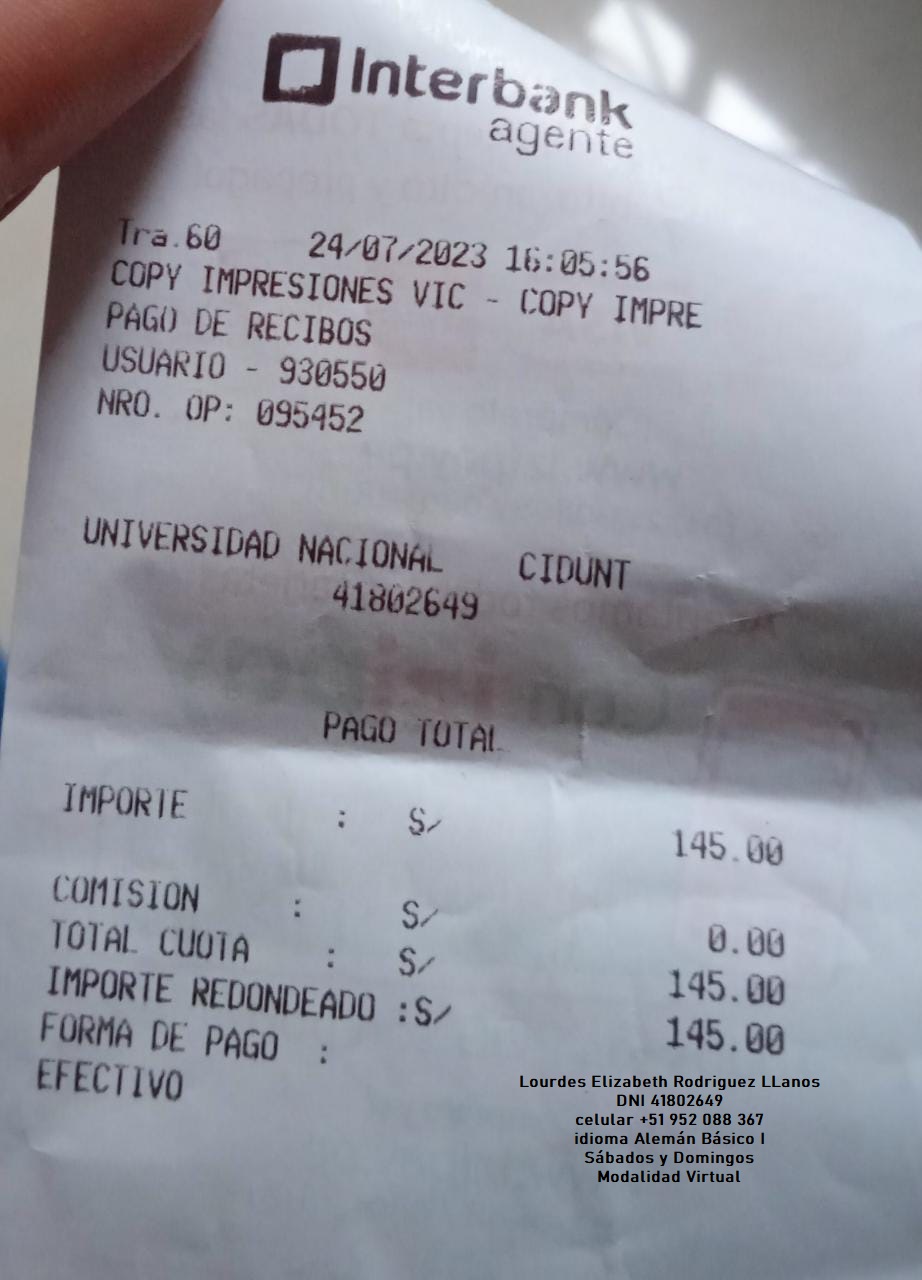 Interbank
agente
Tra.60 24/07/2023 16:05:56
COPY IMPRESIONES VIC - COPY IMPRE
PAGO DE RECIBOS
USUARIO - 930550
NRO. OP: 095452
UNIVERSIDAD NACIONAL CIDUNT
41802649
PAGO TOTAL
IMPORTE : S/ 145.00
COMISION : S/ 0.00
TOTAL CUOTA : S/ 145.00
IMPORTE REDONDEADO :S/ 145.00
FORMA DE PAGO :
EFECTIVO
Lourdes Elizabeth Rodriguez LLanos
DNI 41802649
celular +51 952 088 367
idioma Alemán Básico I
Sábados y Domingos
Modalidad Virtual